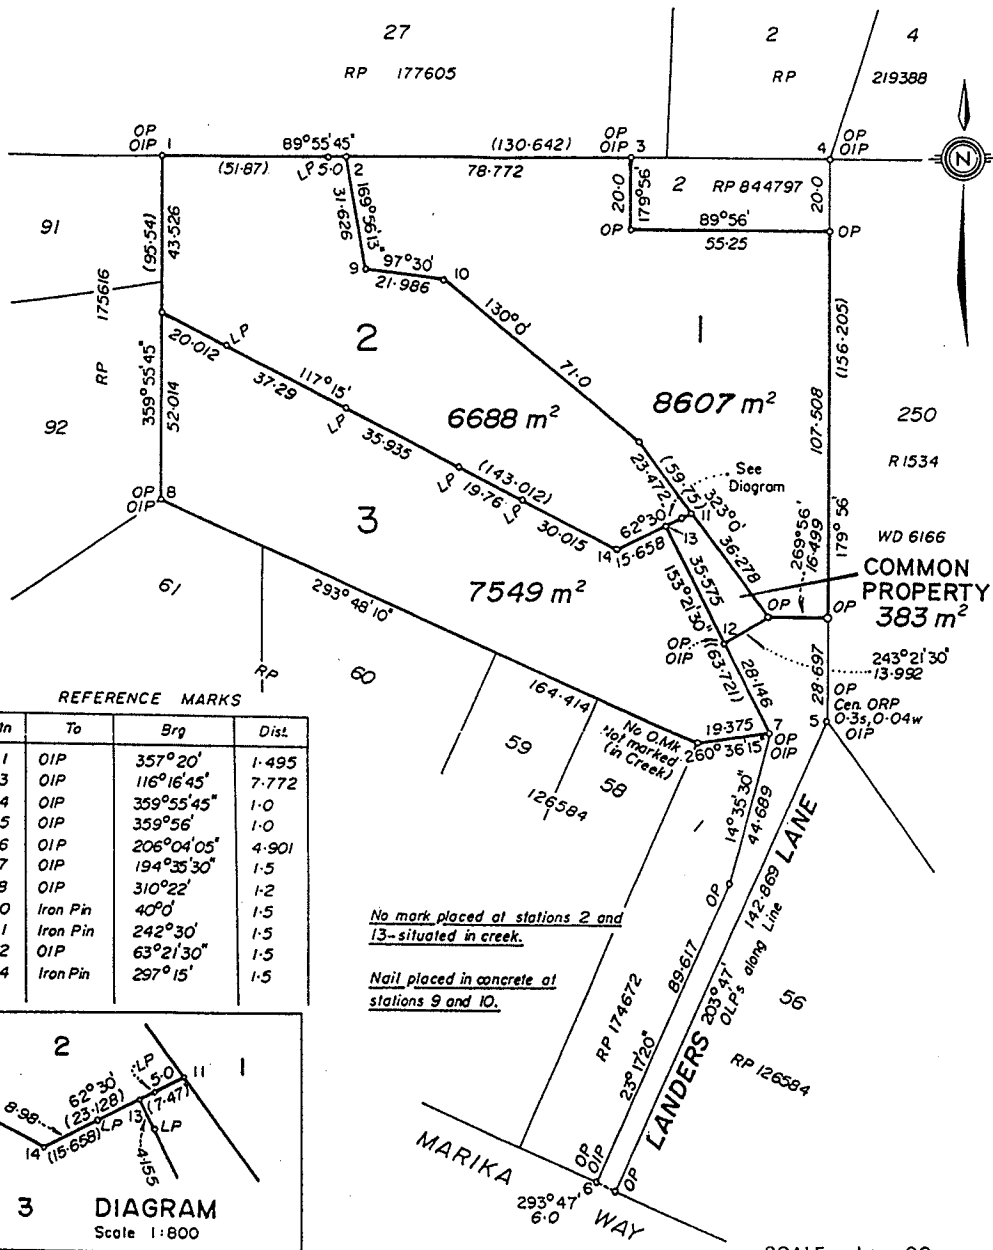 27
2
4
RP 177605
RP
219388
OP
OIP
1
89°55'45"
(130.642)
OP
OIP
3
4
OP
OIP
(51.87)
LP 5.0
2
78.772
N
91
(95.54)
43.526
169°56'13"
31.626
20.0
179°56'
2
RP 844797
20.0
OP
89°56'
55.25
OP
9
97°30'
21.986
10
RP 175616
130°0'
71.0
2
1
(156.205)
107.508
179°56'
20.012
LP
359°55'45"
52.014
117°15'
37.29
LP
6688 m²
8607 m²
250
R1534
92
35.935
LP
(143.012)
19.76
LP
23.472
(59.75)
323°0'
See
Diagram
OP
OIP
8
3
30.015
14
62°30'
15.658
13
11
36.278
269°56'
16.499
WD 6166
COMMON
PROPERTY
383 m²
61
293°48'10"
7549 m²
35.575
153°21'30"
(63.721)
OP
OP
OP
OIP
12
243°21'30"
13.992
RP
60
164.414
28.146
28.697
OP
Cen. ORP
0.3s, 0.04w
OIP
5
59
No O.Mk.
Not marked
(in Creek)
19.375
260°36'15"
7
OP
OIP
58
126584
1
14°35'30"
44.689
OP
REFERENCE MARKS
tn To Brg Dist.
1 OIP 357°20' 1.495
3 OIP 116°16'45" 7.772
4 OIP 359°55'45" 1.0
5 OIP 359°56' 1.0
6 OIP 206°04'05" 4.901
7 OIP 194°35'30" 1.5
8 OIP 310°22' 1.2
0 Iron Pin 40°0' 1.5
1 Iron Pin 242°30' 1.5
2 OIP 63°21'30" 1.5
4 Iron Pin 297°15' 1.5
No mark placed at stations 2 and
13-situated in creek.
Nail placed in concrete at
stations 9 and 10.
RP 174672
89.617
23°17'20"
LANDERS LANE
203°47' 142.869
OLP's along Line
56
RP 126584
MARIKA WAY
OP
OIP
6
OP
293°47'
6.0
2
1
LP
5.0
11
62°30'
(23.128)
8.98
13
(7.47)
14
(15.658)
LP
LP
4.155
3
DIAGRAM
Scale 1:800